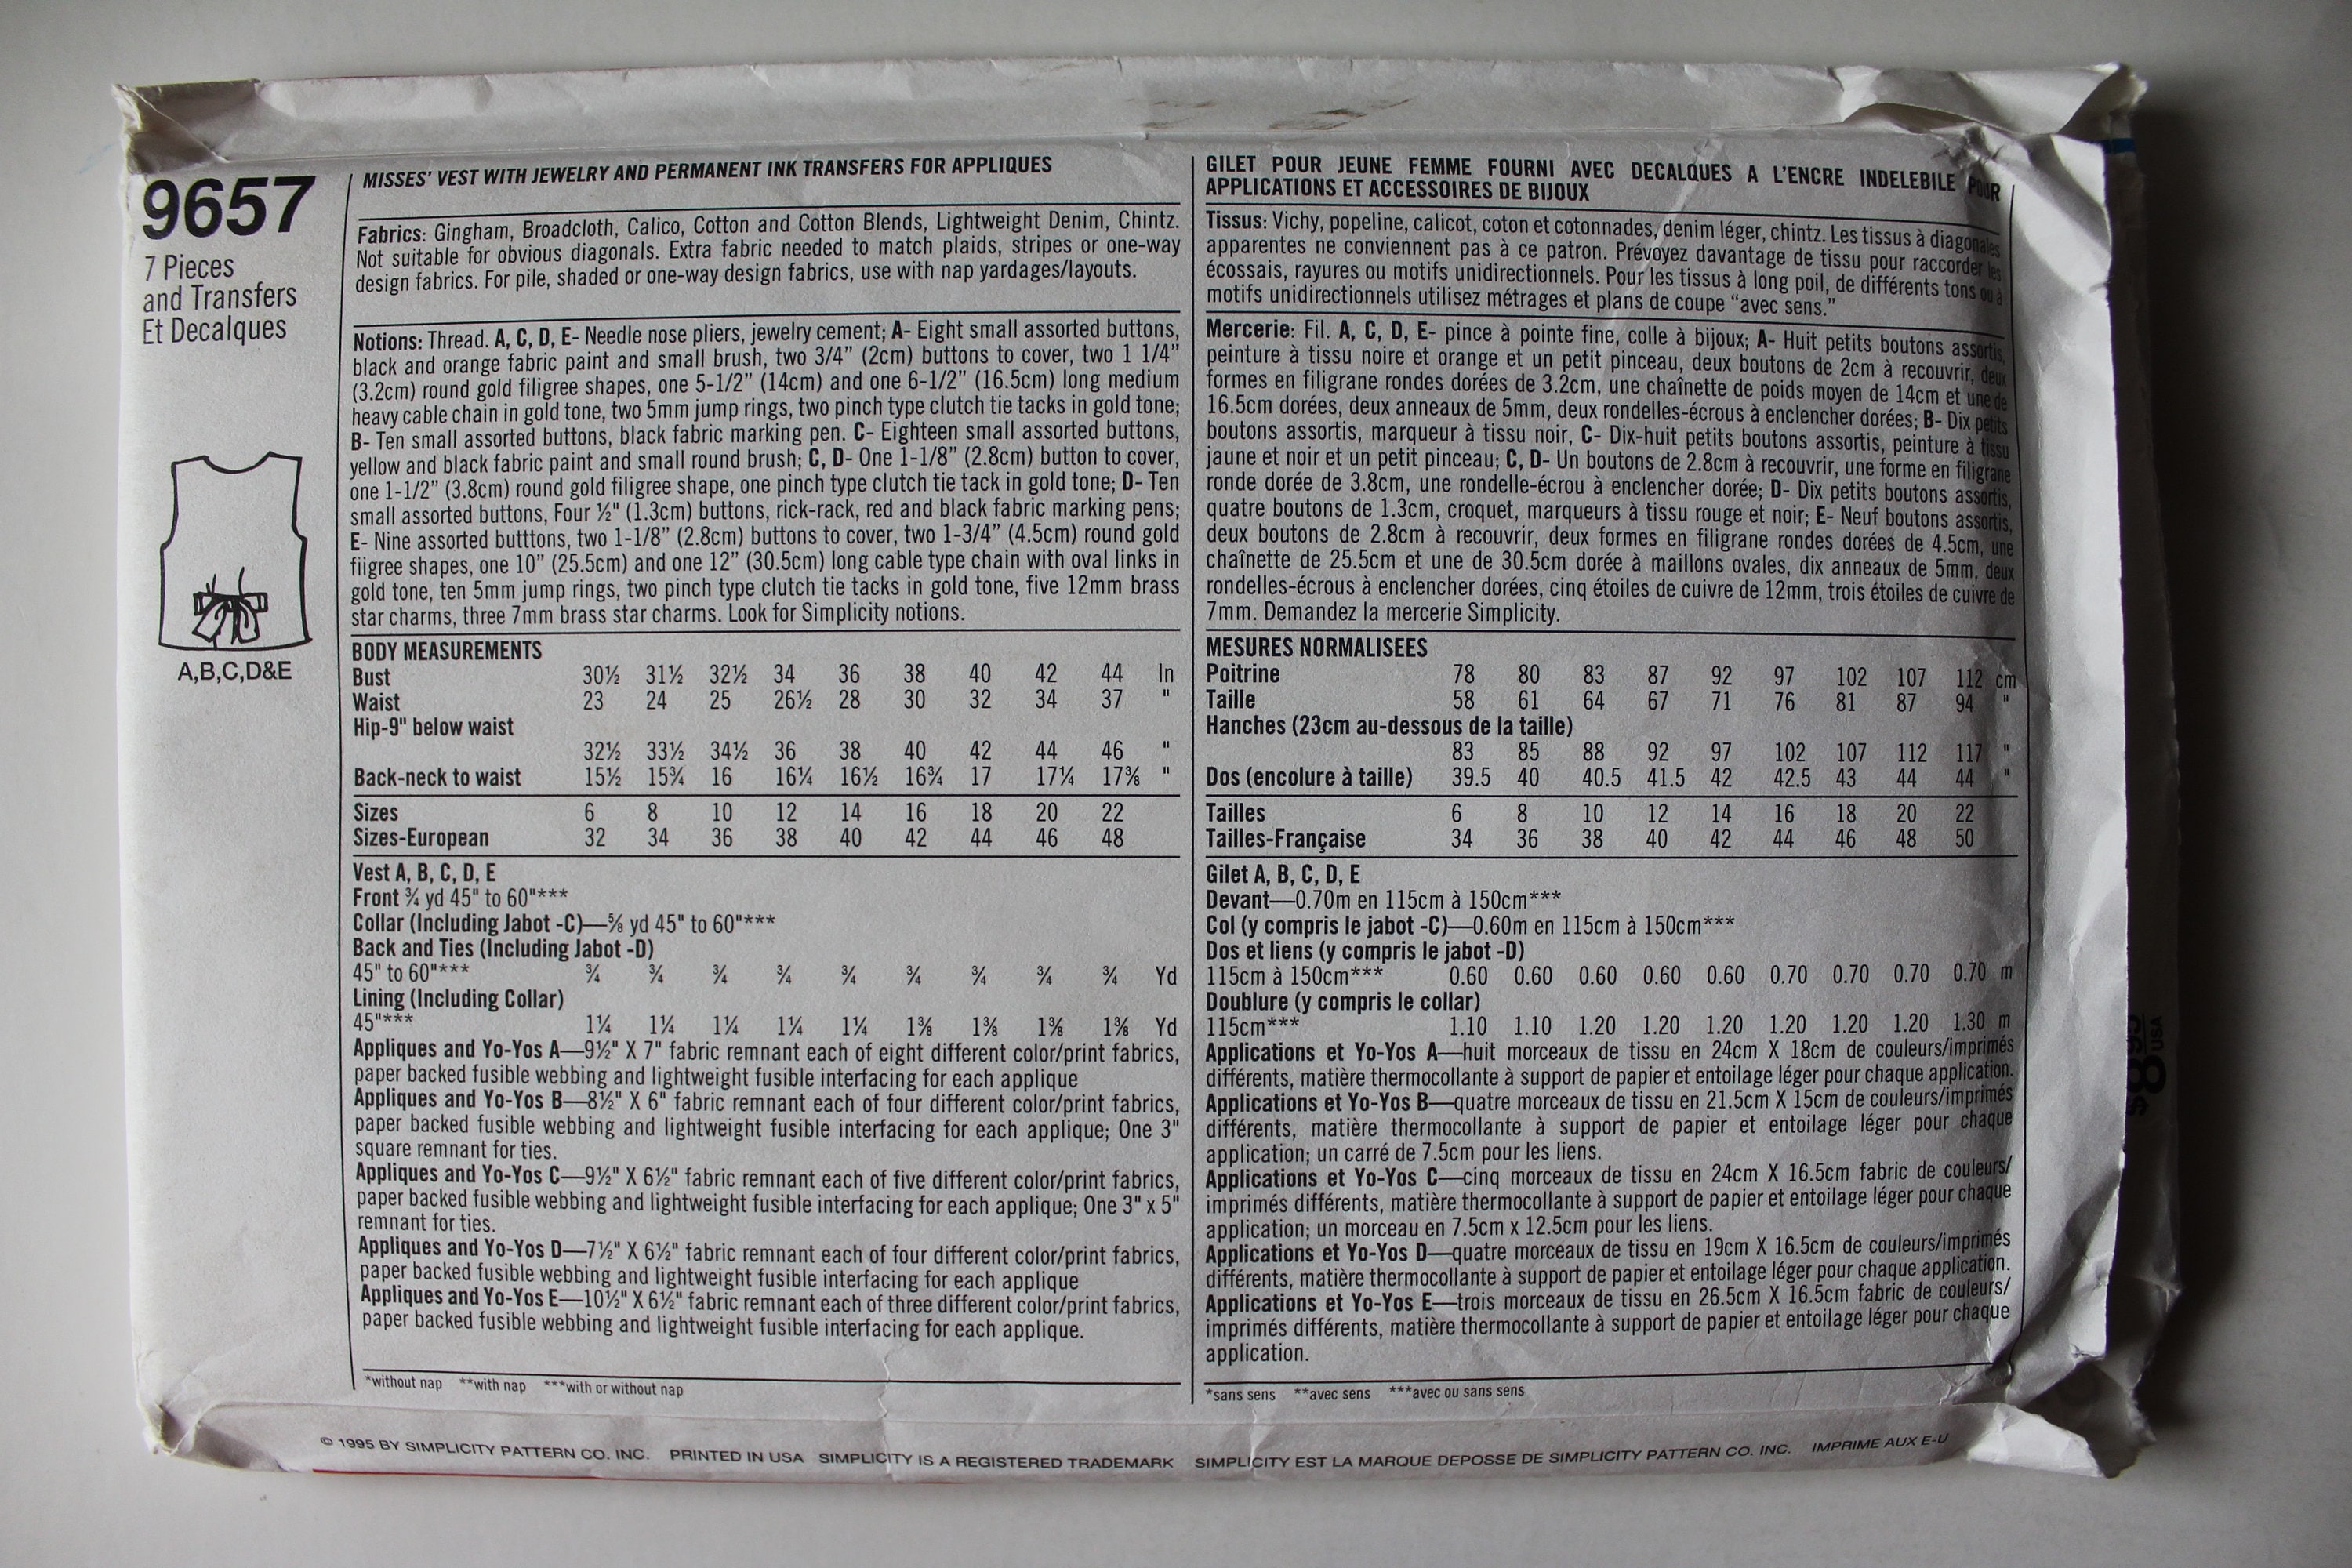 9657
7 Pieces
and Transfers
Et Decalques
A,B,C,D&E
MISSES' VEST WITH JEWELRY AND PERMANENT INK TRANSFERS FOR APPLIQUES
Fabrics: Gingham, Broadcloth, Calico, Cotton and Cotton Blends, Lightweight Denim, Chintz.
Not suitable for obvious diagonals. Extra fabric needed to match plaids, stripes or one-way
design fabrics. For pile, shaded or one-way design fabrics, use with nap yardages/layouts.
Notions: Thread. A, C, D, E- Needle nose pliers, jewelry cement; A- Eight small assorted buttons,
black and orange fabric paint and small brush, two 3/4” (2cm) buttons to cover, two 1 1/4”
(3.2cm) round gold filigree shapes, one 5-1/2” (14cm) and one 6-1/2” (16.5cm) long medium
heavy cable chain in gold tone, two 5mm jump rings, two pinch type clutch tie tacks in gold tone;
B- Ten small assorted buttons, black fabric marking pen. C- Eighteen small assorted buttons,
yellow and black fabric paint and small round brush; C, D- One 1-1/8” (2.8cm) button to cover,
one 1-1/2” (3.8cm) round gold filigree shape, one pinch type clutch tie tack in gold tone; D- Ten
small assorted buttons, Four ½" (1.3cm) buttons, rick-rack, red and black fabric marking pens;
E- Nine assorted butttons, two 1-1/8” (2.8cm) buttons to cover, two 1-3/4” (4.5cm) round gold
fiigree shapes, one 10” (25.5cm) and one 12” (30.5cm) long cable type chain with oval links in
gold tone, ten 5mm jump rings, two pinch type clutch tie tacks in gold tone, five 12mm brass
star charms, three 7mm brass star charms. Look for Simplicity notions.
BODY MEASUREMENTS
Bust 30½ 31½ 32½ 34 36 38 40 42 44 In
Waist 23 24 25 26½ 28 30 32 34 37 "
Hip-9" below waist
32½ 33½ 34½ 36 38 40 42 44 46 "
Back-neck to waist 15½ 15¾ 16 16¼ 16½ 16¾ 17 17¼ 17⅜ "
Sizes 6 8 10 12 14 16 18 20 22
Sizes-European 32 34 36 38 40 42 44 46 48
Vest A, B, C, D, E
Front ¾ yd 45" to 60"***
Collar (Including Jabot -C)—⅝ yd 45" to 60"***
Back and Ties (Including Jabot -D)
45" to 60"*** ¾ ¾ ¾ ¾ ¾ ¾ ¾ ¾ ¾ Yd
Lining (Including Collar)
45"*** 1¼ 1¼ 1¼ 1¼ 1¼ 1⅜ 1⅜ 1⅜ 1⅜ Yd
Appliques and Yo-Yos A—9½" X 7" fabric remnant each of eight different color/print fabrics,
paper backed fusible webbing and lightweight fusible interfacing for each applique
Appliques and Yo-Yos B—8½" X 6" fabric remnant each of four different color/print fabrics,
paper backed fusible webbing and lightweight fusible interfacing for each applique; One 3"
square remnant for ties.
Appliques and Yo-Yos C—9½" X 6½" fabric remnant each of five different color/print fabrics,
paper backed fusible webbing and lightweight fusible interfacing for each applique; One 3" x 5"
remnant for ties.
Appliques and Yo-Yos D—7½" X 6½" fabric remnant each of four different color/print fabrics,
paper backed fusible webbing and lightweight fusible interfacing for each applique
Appliques and Yo-Yos E—10½" X 6½" fabric remnant each of three different color/print fabrics,
paper backed fusible webbing and lightweight fusible interfacing for each applique.
*without nap **with nap ***with or without nap
GILET POUR JEUNE FEMME FOURNI AVEC DECALQUES A L'ENCRE INDELEBILE POUR
APPLICATIONS ET ACCESSOIRES DE BIJOUX
Tissus: Vichy, popeline, calicot, coton et cotonnades, denim léger, chintz. Les tissus à diagonales
apparentes ne conviennent pas à ce patron. Prévoyez davantage de tissu pour raccorder les
écossais, rayures ou motifs unidirectionnels. Pour les tissus à long poil, de différents tons ou à
motifs unidirectionnels utilisez métrages et plans de coupe “avec sens.”
Mercerie: Fil. A, C, D, E- pince à pointe fine, colle à bijoux; A- Huit petits boutons assortis,
peinture à tissu noire et orange et un petit pinceau, deux boutons de 2cm à recouvrir, deux
formes en filigrane rondes dorées de 3.2cm, une chaînette de poids moyen de 14cm et une de
16.5cm dorées, deux anneaux de 5mm, deux rondelles-écrous à enclencher dorées; B- Dix petits
boutons assortis, marqueur à tissu noir, C- Dix-huit petits boutons assortis, peinture à tissu
jaune et noir et un petit pinceau; C, D- Un boutons de 2.8cm à recouvrir, une forme en filigrane
ronde dorée de 3.8cm, une rondelle-écrou à enclencher dorée; D- Dix petits boutons assortis,
quatre boutons de 1.3cm, croquet, marqueurs à tissu rouge et noir; E- Neuf boutons assortis,
deux boutons de 2.8cm à recouvrir, deux formes en filigrane rondes dorées de 4.5cm, une
chaînette de 25.5cm et une de 30.5cm dorée à maillons ovales, dix anneaux de 5mm, deux
rondelles-écrous à enclencher dorées, cinq étoiles de cuivre de 12mm, trois étoiles de cuivre de
7mm. Demandez la mercerie Simplicity.
MESURES NORMALISEES
Poitrine 78 80 83 87 92 97 102 107 112 cm
Taille 58 61 64 67 71 76 81 87 94 "
Hanches (23cm au-dessous de la taille)
83 85 88 92 97 102 107 112 117 "
Dos (encolure à taille) 39.5 40 40.5 41.5 42 42.5 43 44 44 "
Tailles 6 8 10 12 14 16 18 20 22
Tailles-Française 34 36 38 40 42 44 46 48 50
Gilet A, B, C, D, E
Devant—0.70m en 115cm à 150cm***
Col (y compris le jabot -C)—0.60m en 115cm à 150cm***
Dos et liens (y compris le jabot -D)
115cm à 150cm*** 0.60 0.60 0.60 0.60 0.60 0.70 0.70 0.70 0.70 m
Doublure (y compris le collar)
115cm*** 1.10 1.10 1.20 1.20 1.20 1.20 1.20 1.20 1.30 m
Applications et Yo-Yos A—huit morceaux de tissu en 24cm X 18cm de couleurs/imprimés
différents, matière thermocollante à support de papier et entoilage léger pour chaque application.
Applications et Yo-Yos B—quatre morceaux de tissu en 21.5cm X 15cm de couleurs/imprimés
différents, matière thermocollante à support de papier et entoilage léger pour chaque
application; un carré de 7.5cm pour les liens.
Applications et Yo-Yos C—cinq morceaux de tissu en 24cm X 16.5cm fabric de couleurs/
imprimés différents, matière thermocollante à support de papier et entoilage léger pour chaque
application; un morceau en 7.5cm x 12.5cm pour les liens.
Applications et Yo-Yos D—quatre morceaux de tissu en 19cm X 16.5cm de couleurs/imprimés
différents, matière thermocollante à support de papier et entoilage léger pour chaque application.
Applications et Yo-Yos E—trois morceaux de tissu en 26.5cm X 16.5cm fabric de couleurs/
imprimés différents, matière thermocollante à support de papier et entoilage léger pour chaque
application.
*sans sens **avec sens ***avec ou sans sens
© 1995 BY SIMPLICITY PATTERN CO. INC. PRINTED IN USA SIMPLICITY IS A REGISTERED TRADEMARK SIMPLICITY EST LA MARQUE DEPOSSE DE SIMPLICITY PATTERN CO. INC. IMPRIME AUX E-U
USA